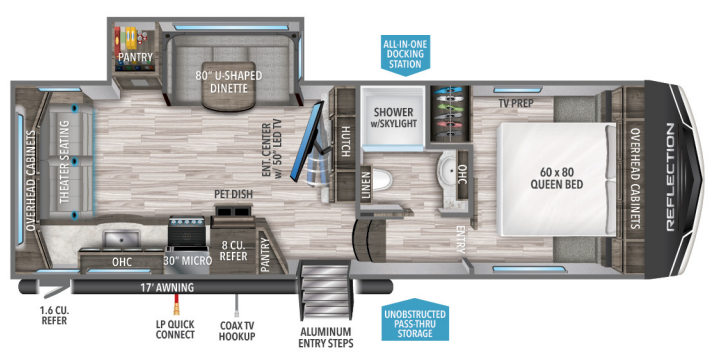 ALL-IN-ONE
DOCKING
STATION
PANTRY
80" U-SHAPED
DINETTE
OVERHEAD CABINETS
THEATER SEATING
ENT. CENTER
w/ 50" LED TV
HUTCH
SHOWER
w/SKYLIGHT
LINEN
OHC
TV PREP
60 x 80
QUEEN BED
OVERHEAD CABINETS
REFLECTION
PET DISH
OHC
30" MICRO
8 CU.
REFER
PANTRY
ENTRY
17' AWNING
1.6 CU.
REFER
LP QUICK
CONNECT
COAX TV
HOOKUP
ALUMINUM
ENTRY STEPS
UNOBSTRUCTED
PASS-THRU
STORAGE